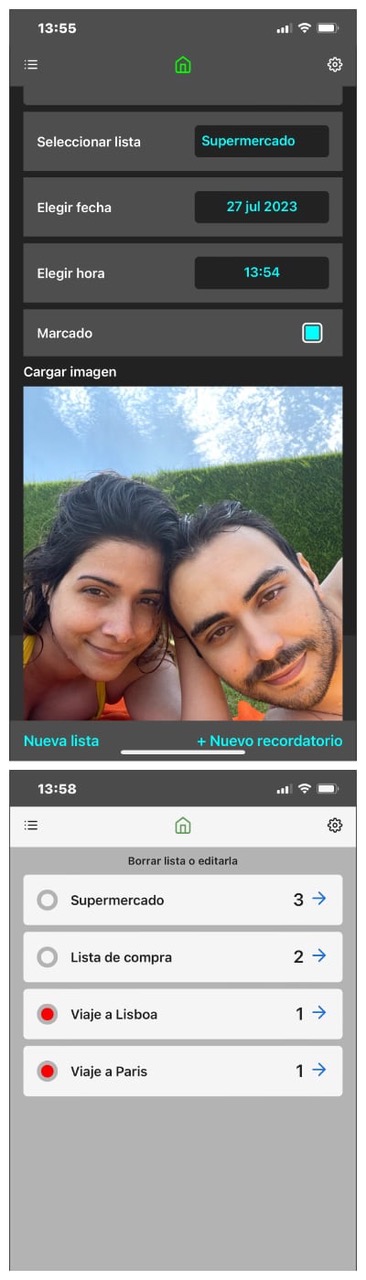 13:55
Seleccionar lista Supermercado
Elegir fecha 27 jul 2023
Elegir hora 13:54
Marcado
Cargar imagen
Nueva lista + Nuevo recordatorio
13:58
Borrar lista o editarla
Supermercado 3
Lista de compra 2
Viaje a Lisboa 1
Viaje a Paris 1